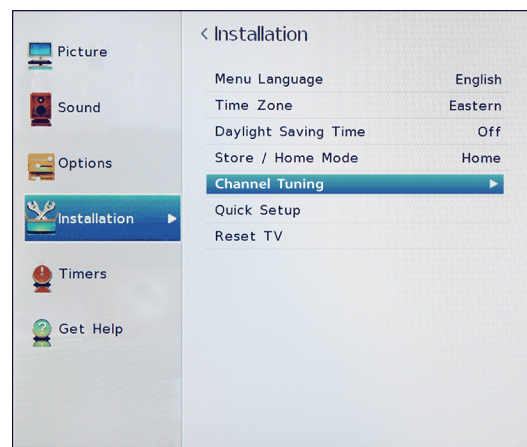 Picture
Sound
Options
Installation
Timers
Get Help
< Installation
Menu Language English
Time Zone Eastern
Daylight Saving Time Off
Store / Home Mode Home
Channel Tuning
Quick Setup
Reset TV